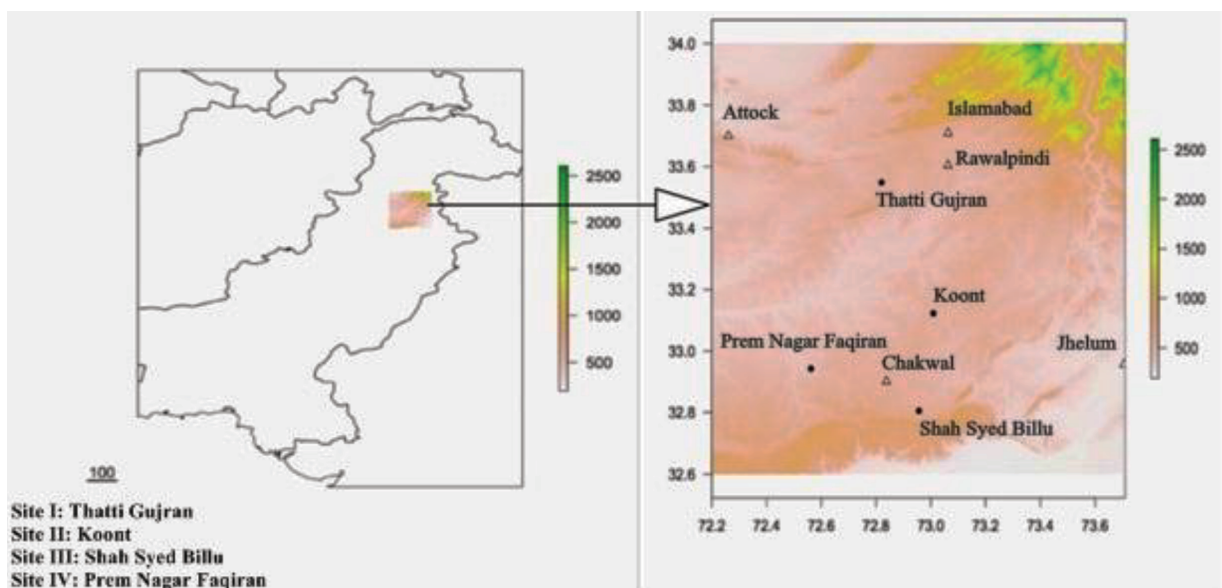 2500
2000
1500
1000
500
100
Site I: Thatti Gujran
Site II: Koont
Site III: Shah Syed Billu
Site IV: Prem Nagar Faqiran
34.0
33.8
33.6
33.4
33.2
33.0
32.8
32.6
Attock
Islamabad
Rawalpindi
Thatti Gujran
Koont
Prem Nagar Faqiran
Chakwal
Jhelum
Shah Syed Billu
72.2 72.4 72.6 72.8 73.0 73.2 73.4 73.6
2500
2000
1500
1000
500